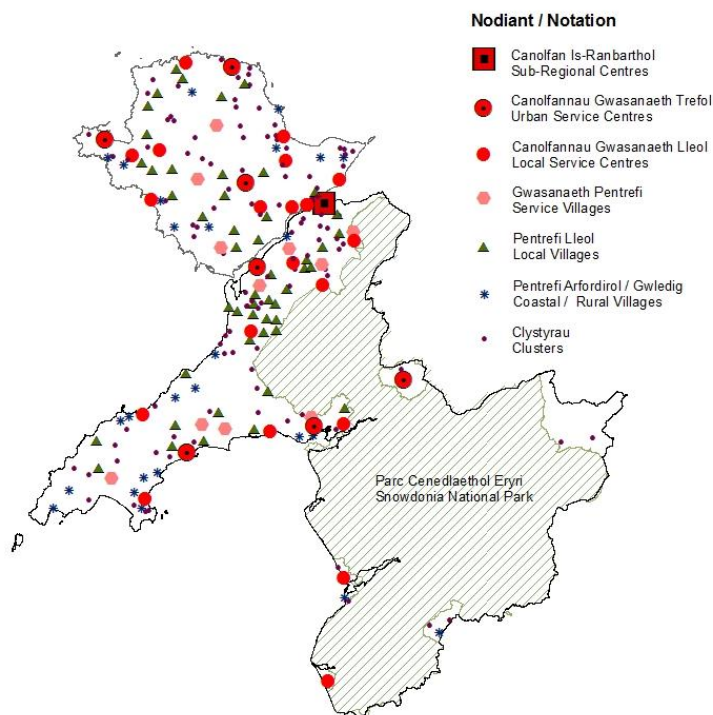 Nodiant / Notation
Canolfan Is-Ranbarthol
Sub-Regional Centres
Canolfannau Gwasanaeth Trefol
Urban Service Centres
Canolfannau Gwasanaeth Lleol
Local Service Centres
Gwasanaeth Pentrefi
Service Villages
Pentrefi Lleol
Local Villages
Pentrefi Arfordirol / Gwledig
Coastal / Rural Villages
Clystyrau
Clusters
Parc Cenedlaethol Eryri
Snowdonia National Park